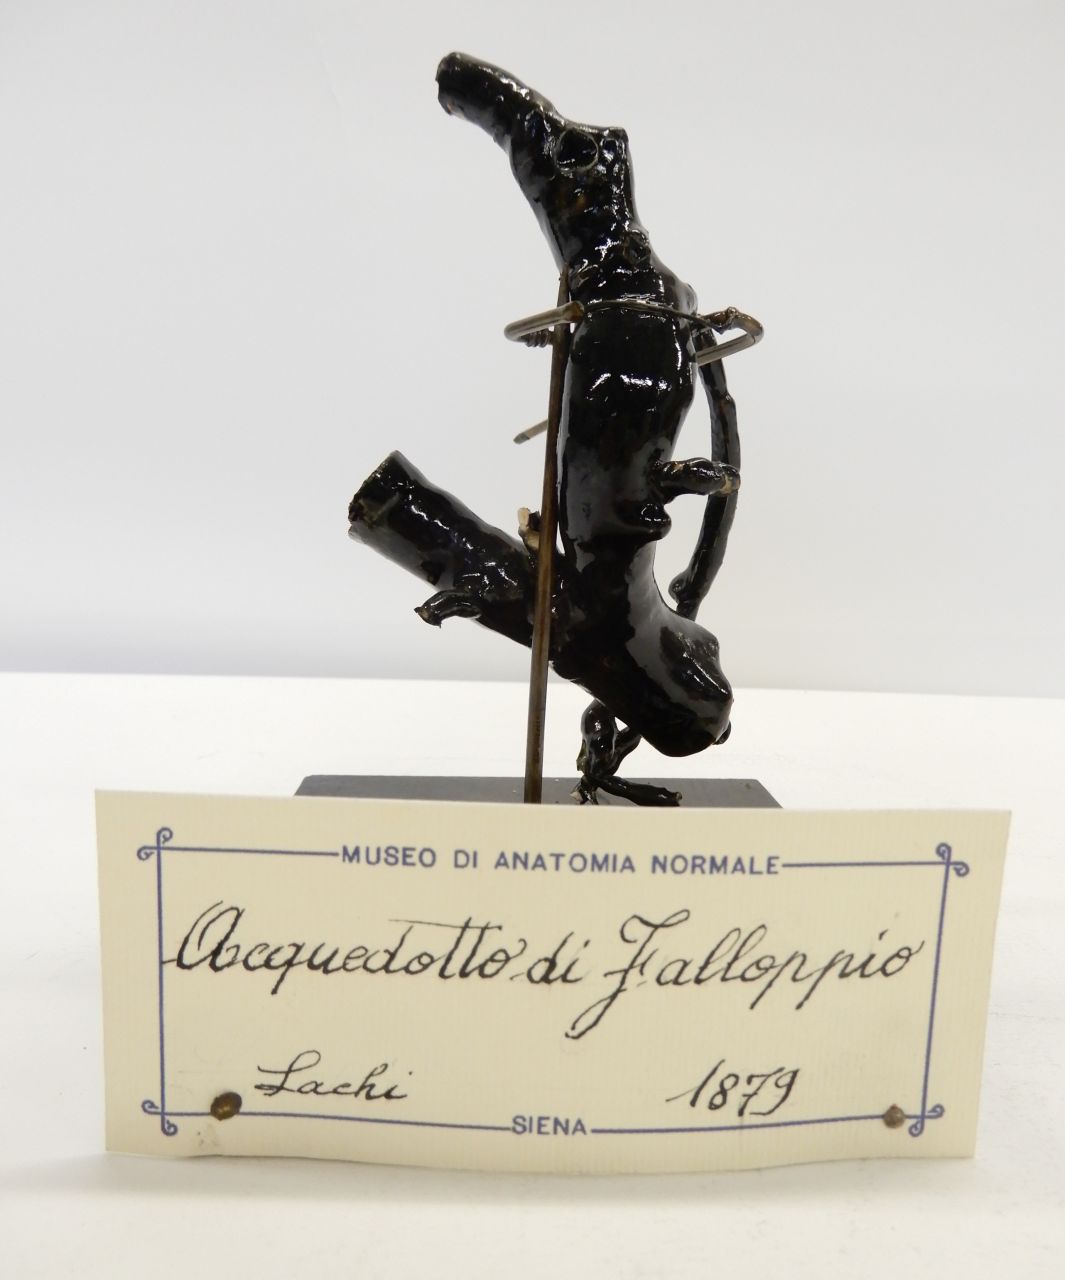 MUSEO DI ANATOMIA NORMALE
Acquedotto di Falloppio
Lachi 1879
SIENA